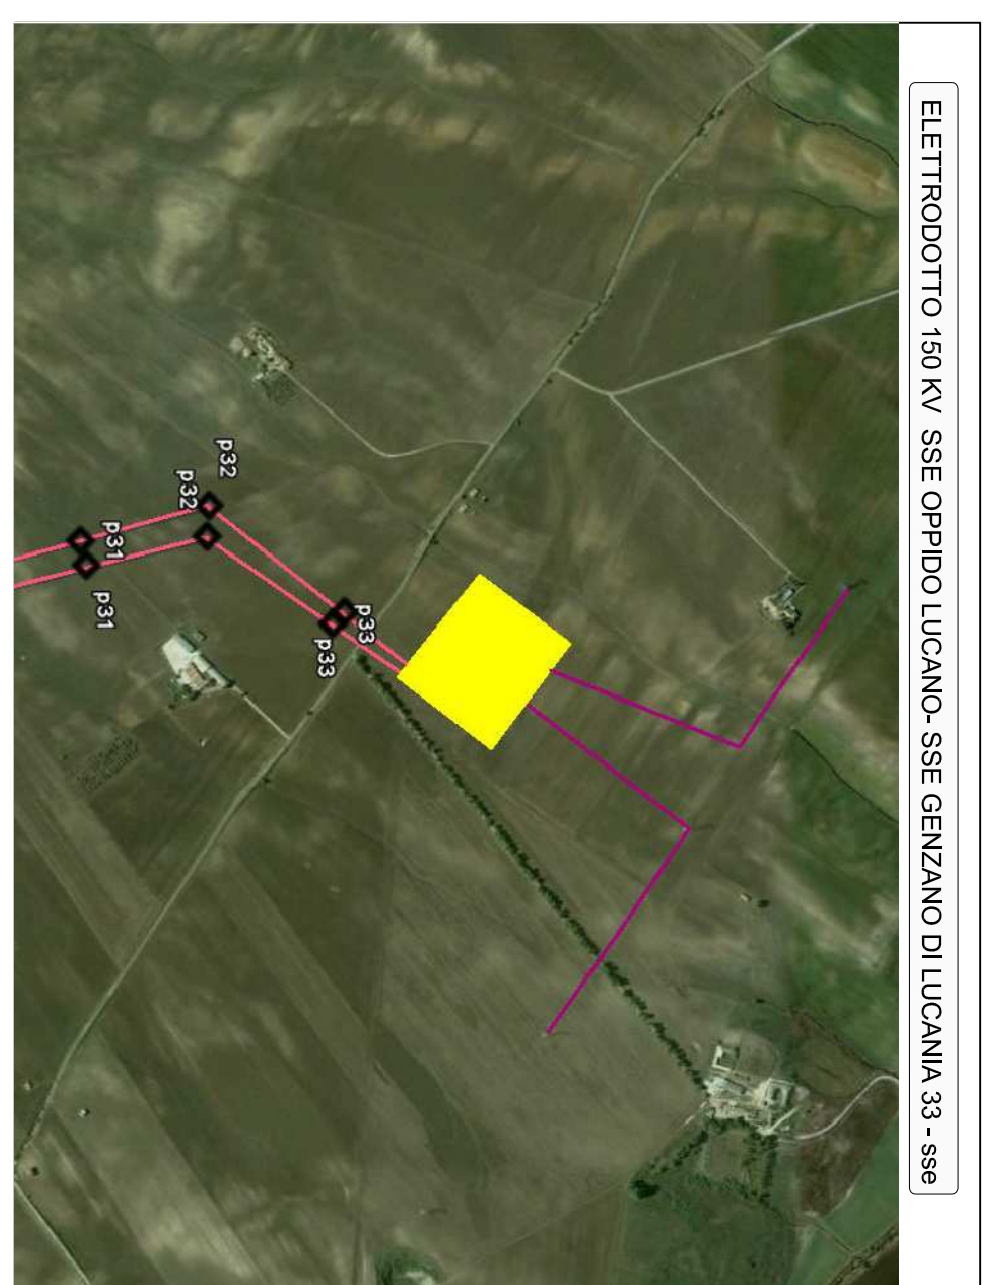 ELETTRODOTTO 150 KV SSE OPPIDO LUCANO- SSE GENZANO DI LUCANIA 33 - sse
p32
p32
p31
p31
p33
p33